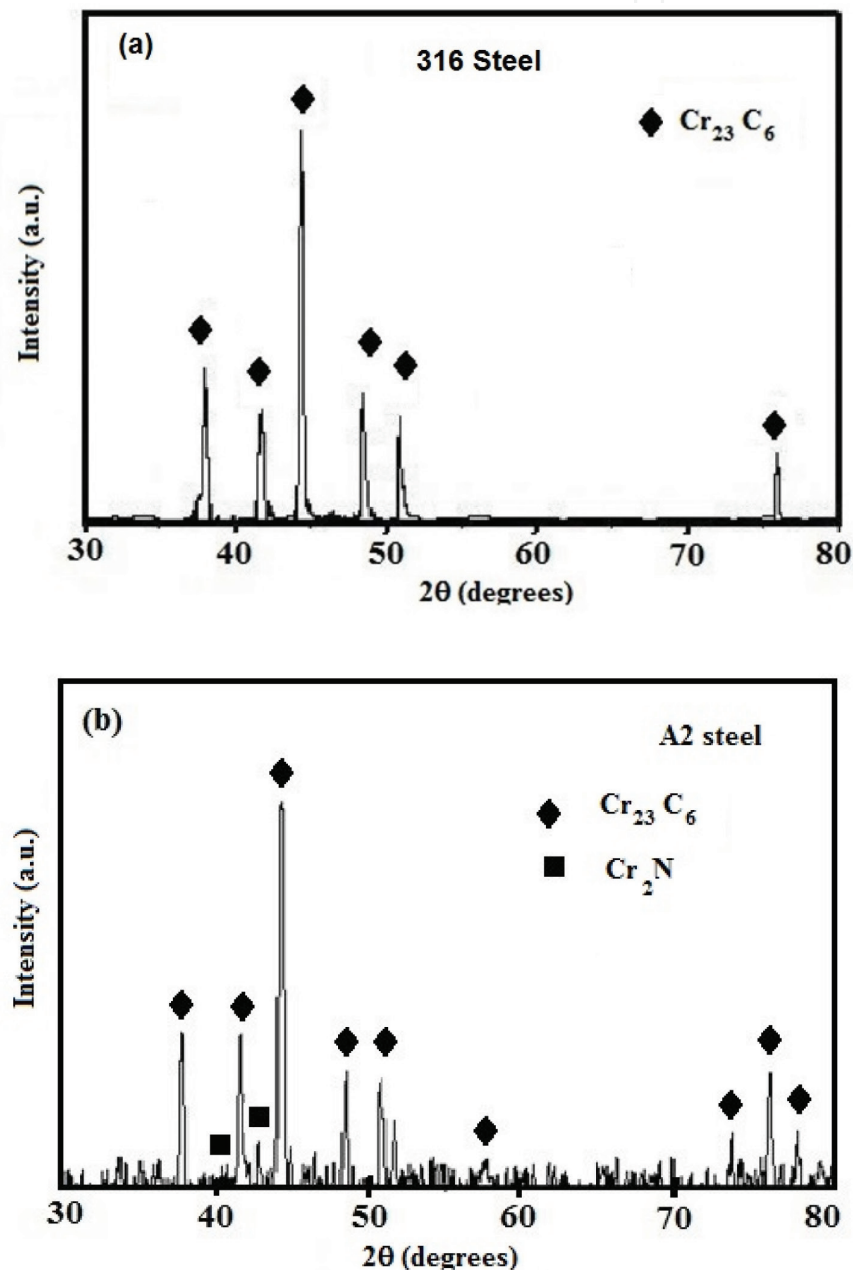 (a)
316 Steel
◆ Cr₂₃ C₆
Intensity (a.u.)
30 40 50 60 70 80
2θ (degrees)
(b)
A2 steel
◆ Cr₂₃ C₆
■ Cr₂N
Intensity (a.u.)
30 40 50 60 70 80
2θ (degrees)